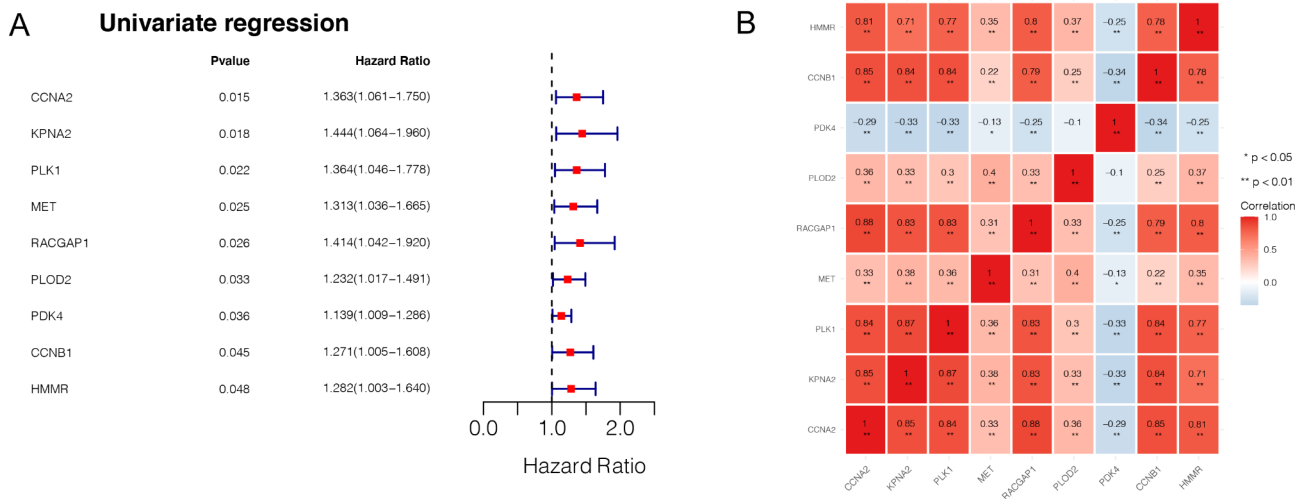 A
Univariate regression
Pvalue Hazard Ratio
CCNA2 0.015 1.363(1.061−1.750)
KPNA2 0.018 1.444(1.064−1.960)
PLK1 0.022 1.364(1.046−1.778)
MET 0.025 1.313(1.036−1.665)
RACGAP1 0.026 1.414(1.042−1.920)
PLOD2 0.033 1.232(1.017−1.491)
PDK4 0.036 1.139(1.009−1.286)
CCNB1 0.045 1.271(1.005−1.608)
HMMR 0.048 1.282(1.003−1.640)
0.0 1.0 2.0
Hazard Ratio
B
HMMR 0.81 0.71 0.77 0.35 0.8 0.37 −0.25 0.78 1
** ** ** ** ** ** ** ** **
CCNB1 0.85 0.84 0.84 0.22 0.79 0.25 −0.34 1 0.78
** ** ** ** ** ** ** ** **
PDK4 −0.29 −0.33 −0.33 −0.13 −0.25 −0.1 1 −0.34 −0.25
** ** ** * ** ** ** **
PLOD2 0.36 0.33 0.3 0.4 0.33 1 −0.1 0.25 0.37
** ** ** ** ** ** ** **
RACGAP1 0.88 0.83 0.83 0.31 1 0.33 −0.25 0.79 0.8
** ** ** ** ** ** ** ** **
MET 0.33 0.38 0.36 1 0.31 0.4 −0.13 0.22 0.35
** ** ** ** ** ** * ** **
PLK1 0.84 0.87 1 0.36 0.83 0.3 −0.33 0.84 0.77
** ** ** ** ** ** ** ** **
KPNA2 0.85 1 0.87 0.38 0.83 0.33 −0.33 0.84 0.71
** ** ** ** ** ** ** ** **
CCNA2 1 0.85 0.84 0.33 0.88 0.36 −0.29 0.85 0.81
** ** ** ** ** ** ** ** **
CCNA2 KPNA2 PLK1 MET RACGAP1 PLOD2 PDK4 CCNB1 HMMR
* p < 0.05
** p < 0.01
Correlation
1.0
0.5
0.0